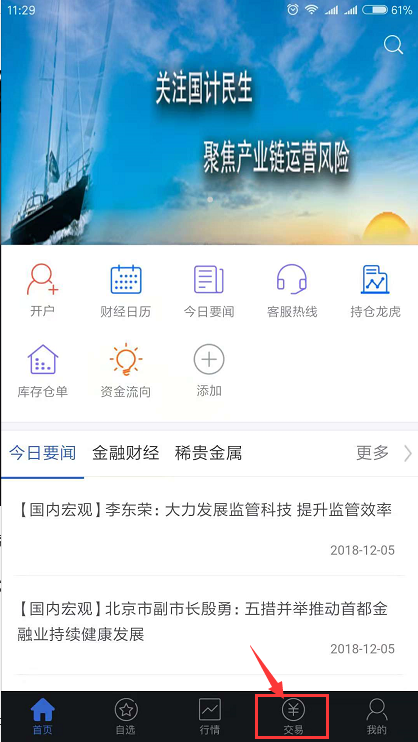 11:29
61%
关注国计民生
聚焦产业链运营风险
开户
财经日历
今日要闻
客服热线
持仓龙虎
库存仓单
资金流向
添加
今日要闻 金融财经 稀贵金属 更多
【国内宏观】李东荣：大力发展监管科技 提升监管效率
2018-12-05
【国内宏观】北京市副市长殷勇：五措并举推动首都金
融业持续健康发展
2018-12-05
首页
自选
行情
交易
我的